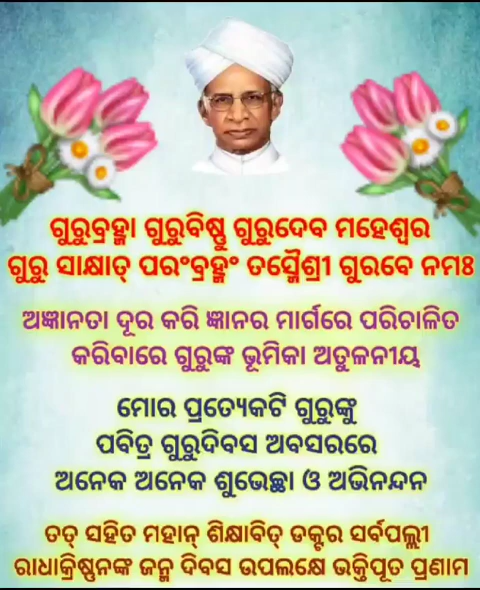 ଗୁରୁବ୍ରହ୍ମା ଗୁରୁବିଷ୍ଣୁ ଗୁରୁଦେବ ମହେଶ୍ୱର
ଗୁରୁ ସାକ୍ଷାତ୍ ପରଂବ୍ରହ୍ମଂ ତସ୍ମୈଶ୍ରୀ ଗୁରବେ ନମଃ
ଅଜ୍ଞାନତା ଦୂର କରି ଜ୍ଞାନର ମାର୍ଗରେ ପରିଚାଳିତ
କରିବାରେ ଗୁରୁଙ୍କ ଭୂମିକା ଅତୁଳନୀୟ
ମୋର ପ୍ରତ୍ୟେକଟି ଗୁରୁଙ୍କୁ
ପବିତ୍ର ଗୁରୁଦିବସ ଅବସରରେ
ଅନେକ ଅନେକ ଶୁଭେଚ୍ଛା ଓ ଅଭିନନ୍ଦନ
ତତ୍ ସହିତ ମହାନ୍ ଶିକ୍ଷାବିତ୍ ଡକ୍ଟର ସର୍ବପଲ୍ଲୀ
ରାଧାକ୍ରିଷ୍ଣନଙ୍କ ଜନ୍ମ ଦିବସ ଉପଲକ୍ଷେ ଭକ୍ତିପୂତ ପ୍ରଣାମ